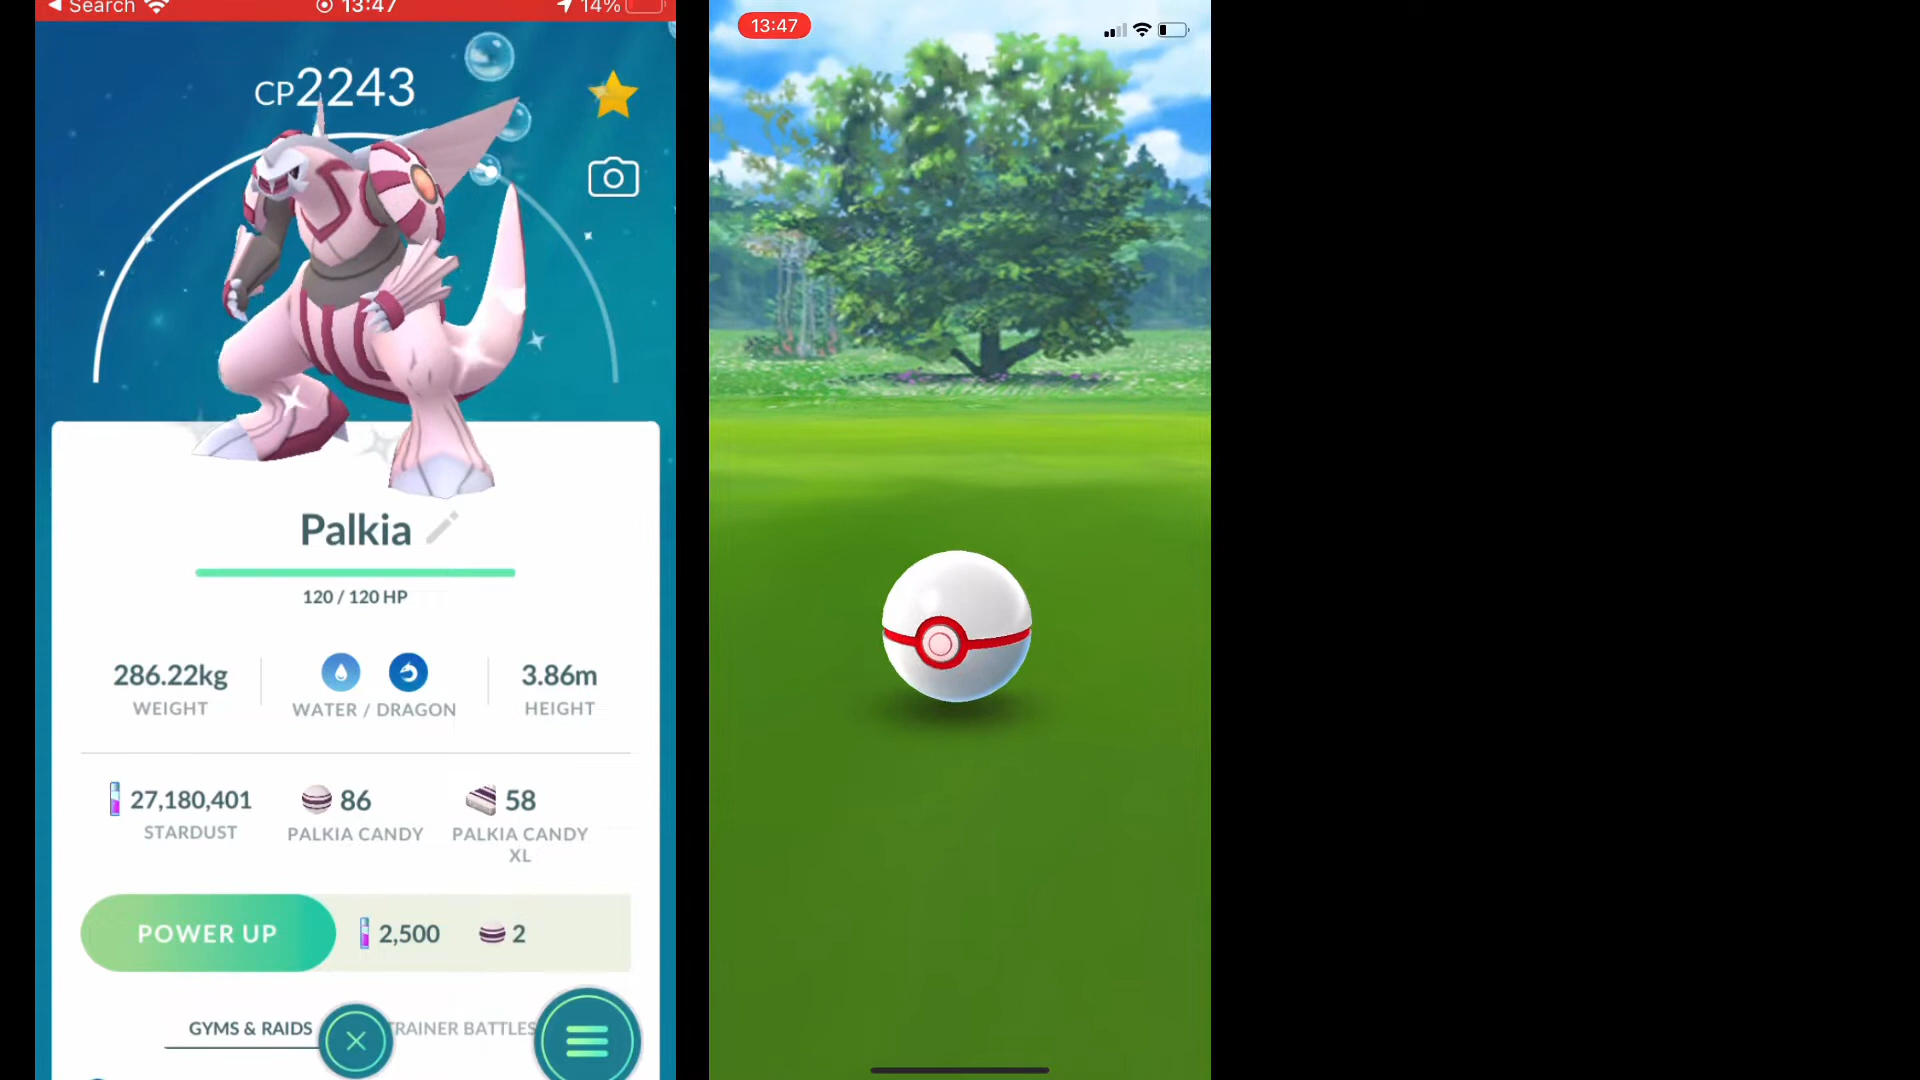 ◀ Search 13:47 14%
CP2243
Palkia
120 / 120 HP
286.22kg 3.86m
WEIGHT WATER / DRAGON HEIGHT
27,180,401 86 58
STARDUST PALKIA CANDY PALKIA CANDY
XL
POWER UP 2,500 2
GYMS & RAIDS TRAINER BATTLES
13:47